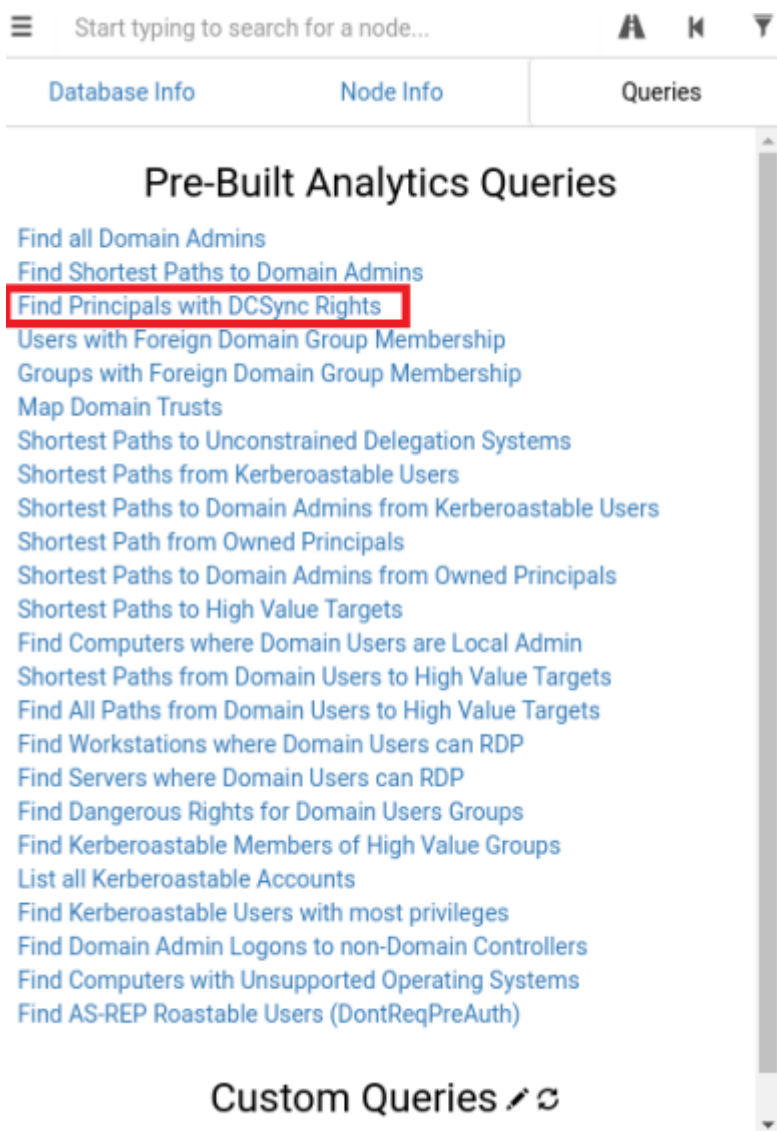 Start typing to search for a node...
Database Info
Node Info
Queries
Pre-Built Analytics Queries
Find all Domain Admins
Find Shortest Paths to Domain Admins
Find Principals with DCSync Rights
Users with Foreign Domain Group Membership
Groups with Foreign Domain Group Membership
Map Domain Trusts
Shortest Paths to Unconstrained Delegation Systems
Shortest Paths from Kerberoastable Users
Shortest Paths to Domain Admins from Kerberoastable Users
Shortest Path from Owned Principals
Shortest Paths to Domain Admins from Owned Principals
Shortest Paths to High Value Targets
Find Computers where Domain Users are Local Admin
Shortest Paths from Domain Users to High Value Targets
Find All Paths from Domain Users to High Value Targets
Find Workstations where Domain Users can RDP
Find Servers where Domain Users can RDP
Find Dangerous Rights for Domain Users Groups
Find Kerberoastable Members of High Value Groups
List all Kerberoastable Accounts
Find Kerberoastable Users with most privileges
Find Domain Admin Logons to non-Domain Controllers
Find Computers with Unsupported Operating Systems
Find AS-REP Roastable Users (DontReqPreAuth)
Custom Queries